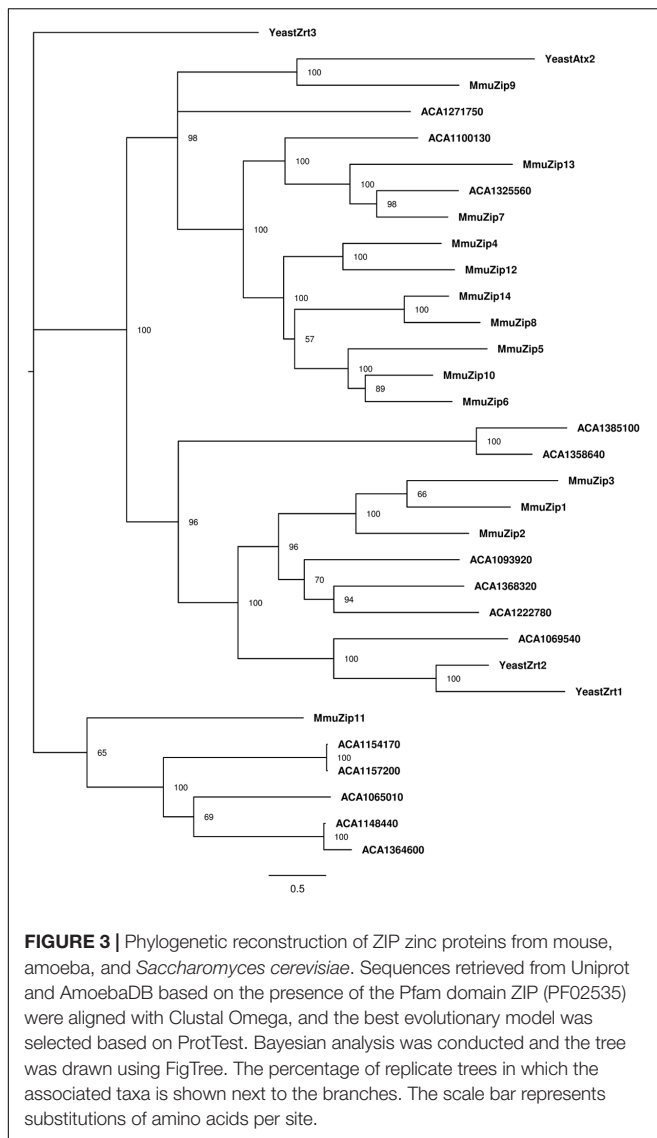 YeastZrt3
YeastAtx2
100
MmuZip9
ACA1271750
98
ACA1100130
100
MmuZip13
100
ACA1325560
98
MmuZip7
100
MmuZip4
100
MmuZip12
100
MmuZip14
100
MmuZip8
57
MmuZip5
100
MmuZip10
89
MmuZip6
100
ACA1385100
100
ACA1358640
96
MmuZip3
66
MmuZip1
100
MmuZip2
96
ACA1093920
70
ACA1368320
94
ACA1222780
100
ACA1069540
100
YeastZrt2
100
YeastZrt1
MmuZip11
65
ACA1154170
100
ACA1157200
100
ACA1065010
69
ACA1148440
100
ACA1364600
0.5
FIGURE 3 | Phylogenetic reconstruction of ZIP zinc proteins from mouse,
amoeba, and Saccharomyces cerevisiae. Sequences retrieved from Uniprot
and AmoebaDB based on the presence of the Pfam domain ZIP (PF02535)
were aligned with Clustal Omega, and the best evolutionary model was
selected based on ProtTest. Bayesian analysis was conducted and the tree
was drawn using FigTree. The percentage of replicate trees in which the
associated taxa is shown next to the branches. The scale bar represents
substitutions of amino acids per site.